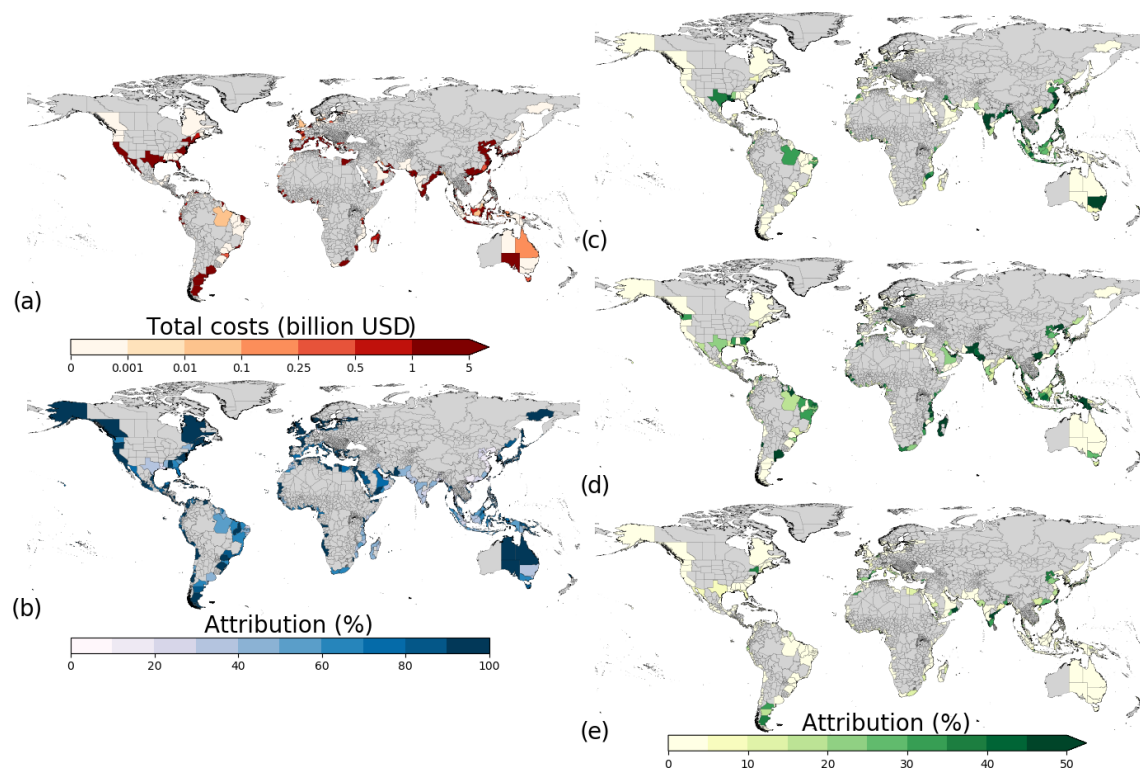 (a)
Total costs (billion USD)
0 0.001 0.01 0.1 0.25 0.5 1 5
(b)
Attribution (%)
0 20 40 60 80 100
(c)
(d)
(e)
Attribution (%)
0 10 20 30 40 50